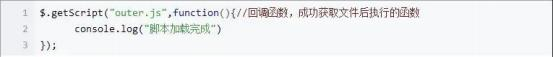 1 $.getScript("outer.js",function(){//回调函数，成功获取文件后执行的函数
2 console.log("脚本加载完成")
3 });